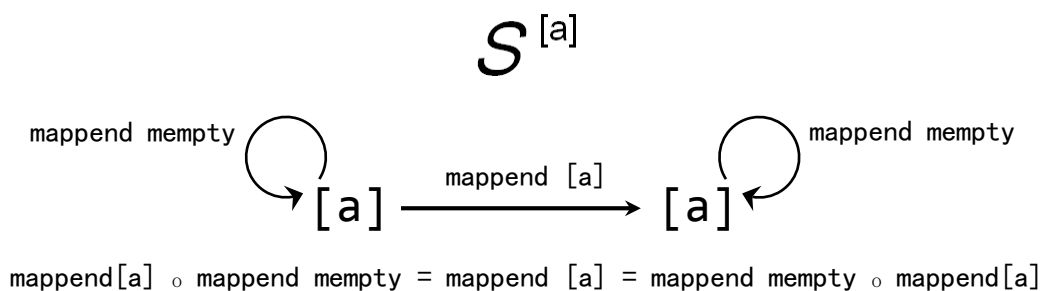 S[a]
mappend mempty
mappend mempty
mappend [a]
[a]
[a]
mappend[a] o mappend mempty = mappend [a] = mappend mempty o mappend[a]